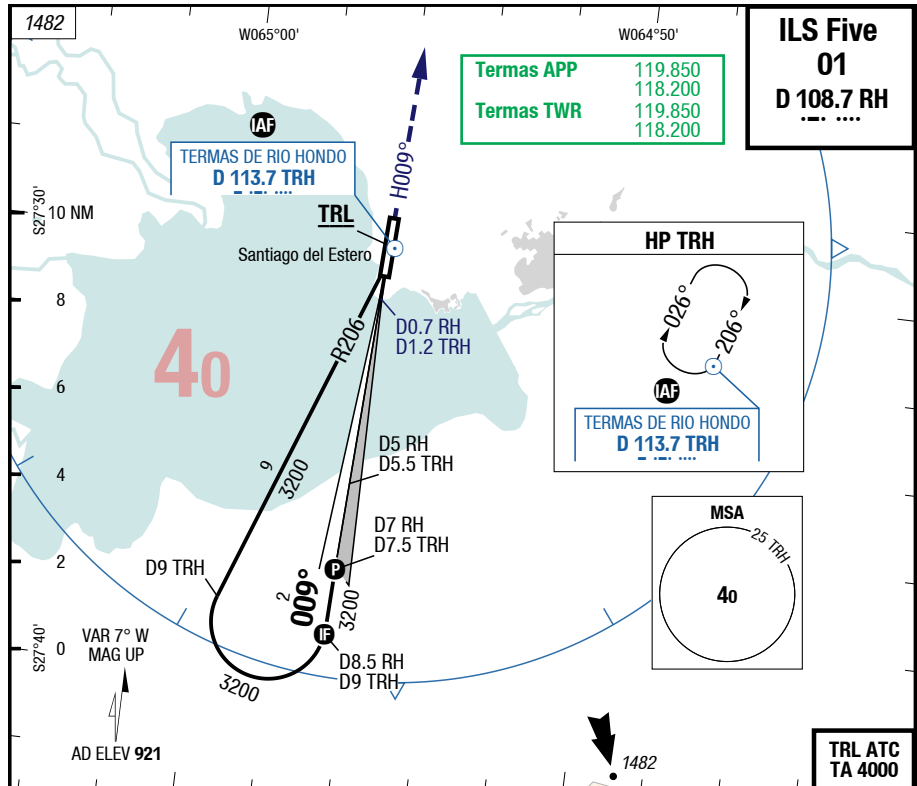 1482
W065°00'
W064°50'
ILS Five
01
D 108.7 RH
Termas APP 119.850
118.200
Termas TWR 119.850
118.200
IAF
TERMAS DE RIO HONDO
D 113.7 TRH
H009°
S27°30'
10 NM
TRL
Santiago del Estero
HP TRH
026°
206°
IAF
TERMAS DE RIO HONDO
D 113.7 TRH
8
D0.7 RH
D1.2 TRH
R206
40
6
D5 RH
D5.5 TRH
4
9
3200
MSA
25 TRH
40
D7 RH
D7.5 TRH
2
D9 TRH
P
2
009°
3200
IF
S27°40'
0
VAR 7° W
MAG UP
D8.5 RH
D9 TRH
3200
AD ELEV 921
1482
TRL ATC
TA 4000